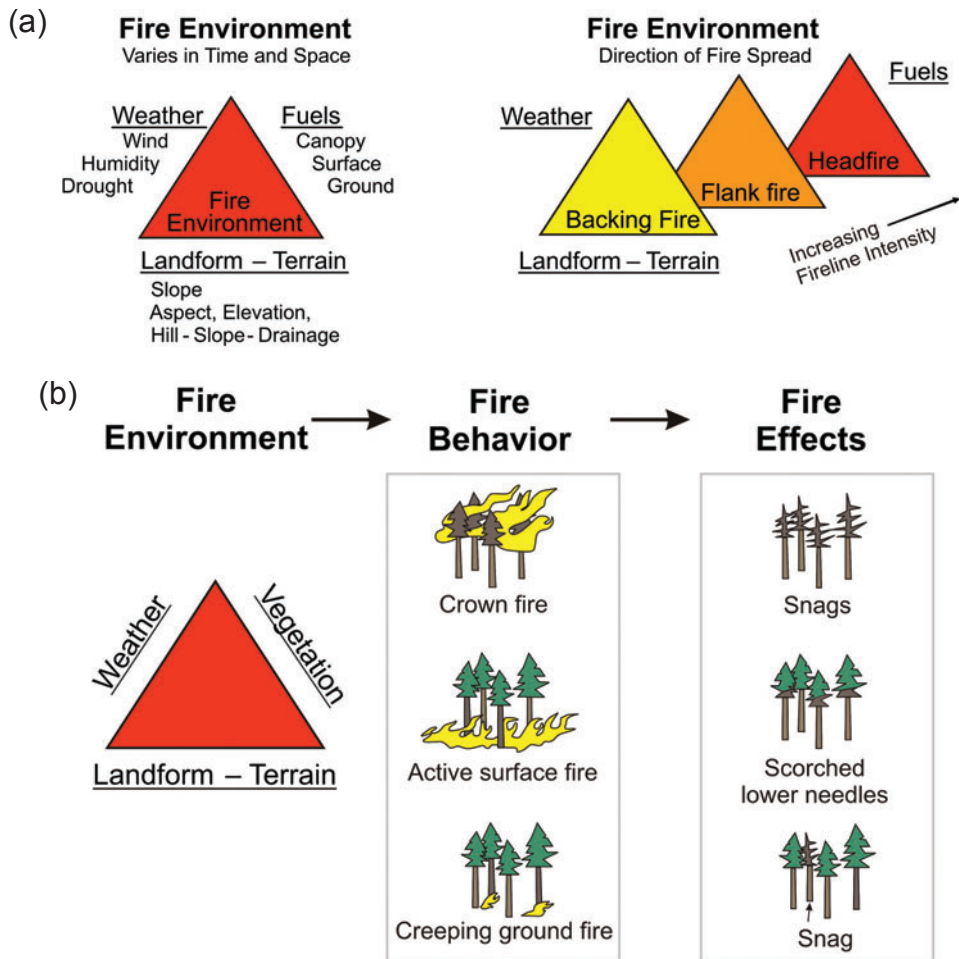 (a)
Fire Environment
Varies in Time and Space
Weather
Wind
Humidity
Drought
Fuels
Canopy
Surface
Ground
Fire
Environment
Landform – Terrain
Slope
Aspect, Elevation,
Hill - Slope - Drainage
Fire Environment
Direction of Fire Spread
Weather
Fuels
Backing Fire
Flank fire
Headfire
Landform – Terrain
Increasing
Fireline Intensity
(b)
Fire
Environment
Fire
Behavior
Fire
Effects
Weather
Vegetation
Landform – Terrain
Crown fire
Active surface fire
Creeping ground fire
Snags
Scorched
lower needles
Snag